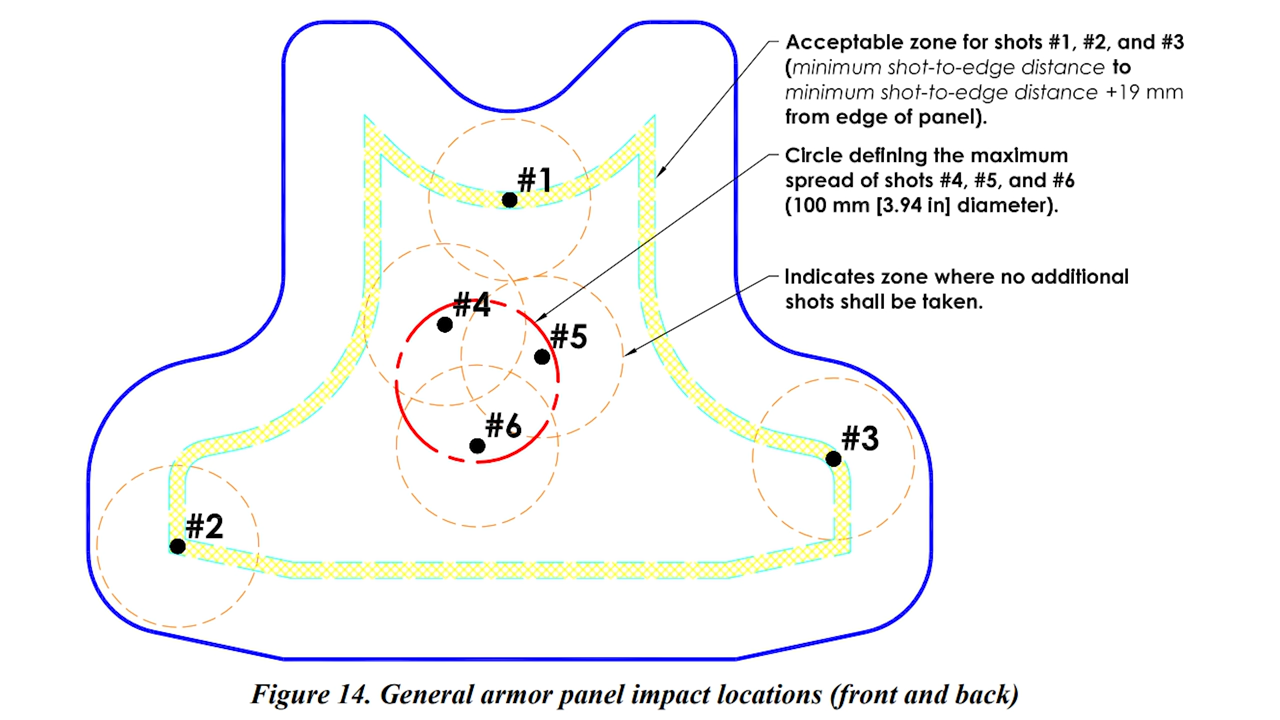 Acceptable zone for shots #1, #2, and #3
(minimum shot-to-edge distance to
minimum shot-to-edge distance +19 mm
from edge of panel).
Circle defining the maximum
spread of shots #4, #5, and #6
(100 mm [3.94 in] diameter).
Indicates zone where no additional
shots shall be taken.
#1
#4
#5
#6
#3
#2
Figure 14. General armor panel impact locations (front and back)